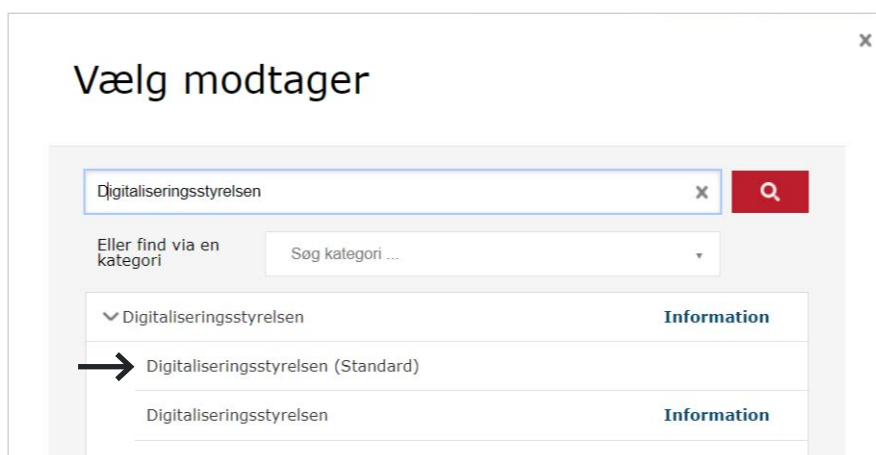 Vælg modtager
Digitaliseringsstyrelsen
Eller find via en
kategori
Søg kategori ...
Digitaliseringsstyrelsen Information
Digitaliseringsstyrelsen (Standard)
Digitaliseringsstyrelsen Information